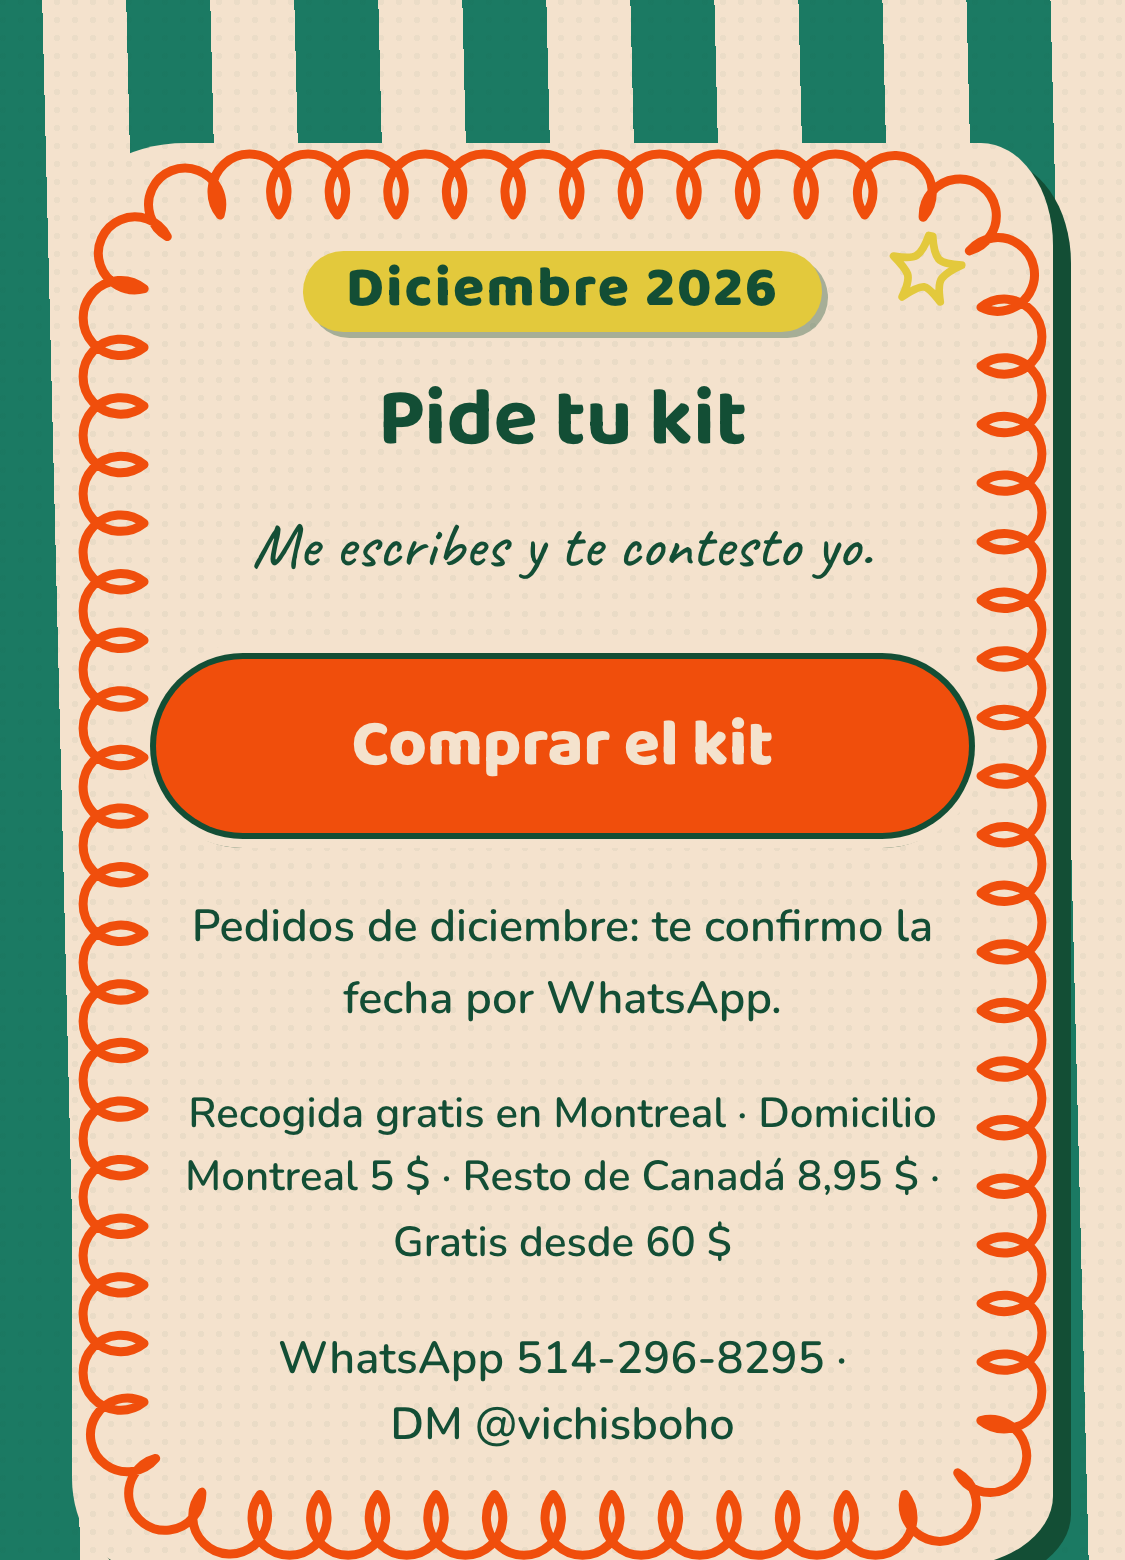 Diciembre 2026
Pide tu kit
Me escribes y te contesto yo.
Comprar el kit
Pedidos de diciembre: te confirmo la
fecha por WhatsApp.
Recogida gratis en Montreal · Domicilio
Montreal 5 $ · Resto de Canadá 8,95 $ ·
Gratis desde 60 $
WhatsApp 514-296-8295 ·
DM @vichisboho